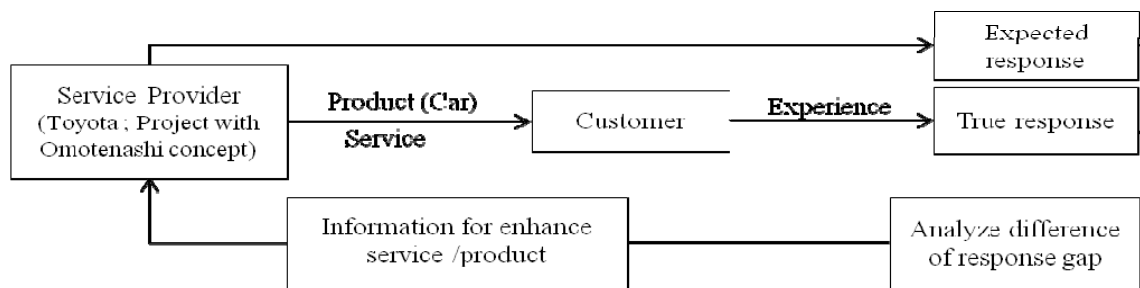 Expected
response
Service Provider
(Toyota ; Project with
Omotenashi concept)
Product (Car)
Service
Customer
Experience
True response
Information for enhance
service /product
Analyze difference
of response gap